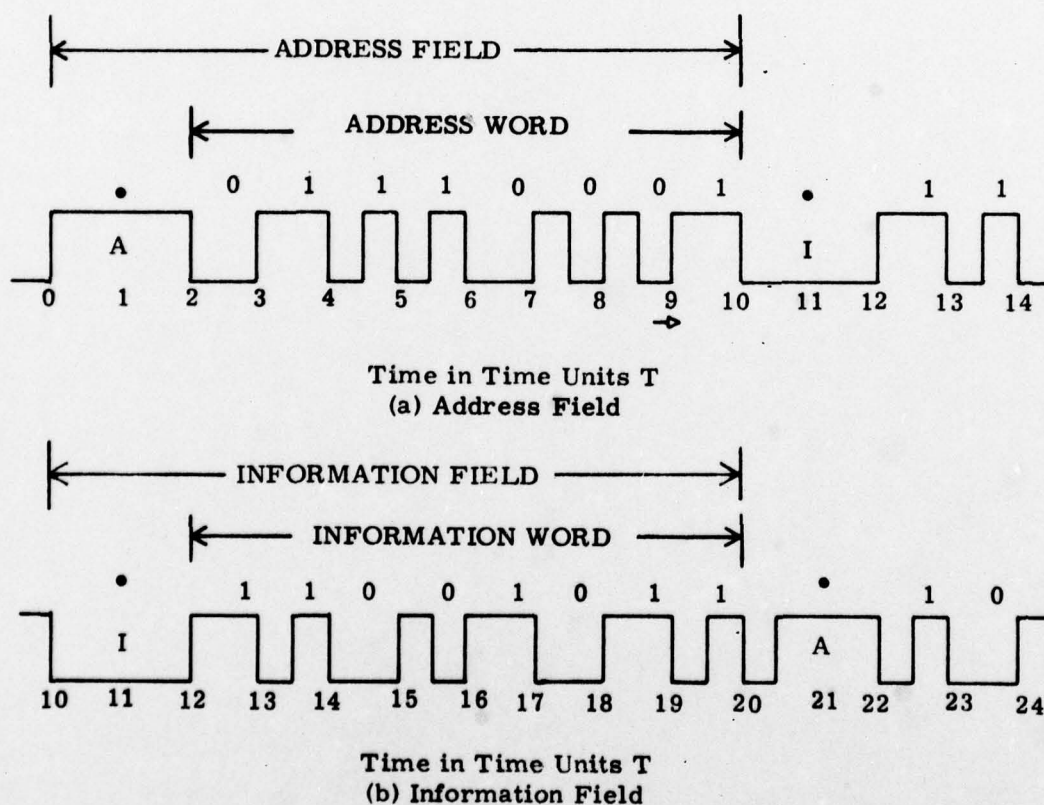 ADDRESS FIELD
ADDRESS WORD
0 1 1 1 0 0 0 1 1 1
A I
0 1 2 3 4 5 6 7 8 9 10 11 12 13 14
Time in Time Units T
(a) Address Field
INFORMATION FIELD
INFORMATION WORD
1 1 0 0 1 0 1 1 1 0
I A
10 11 12 13 14 15 16 17 18 19 20 21 22 23 24
Time in Time Units T
(b) Information Field